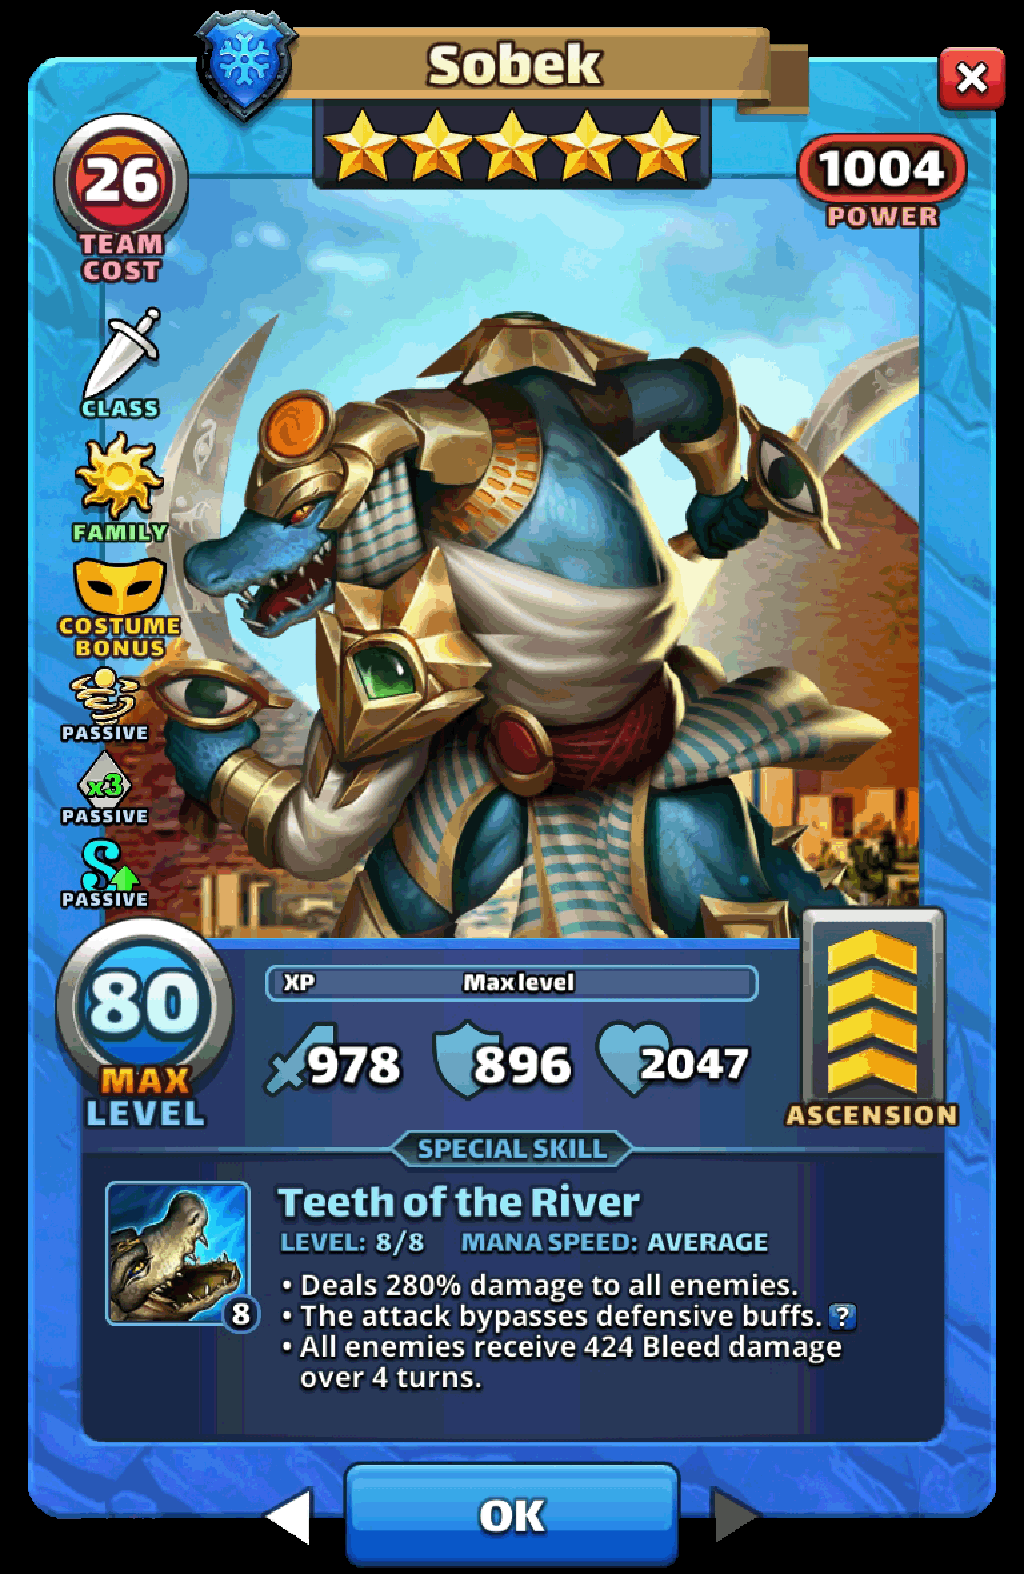 Sobek
26
TEAM
COST
1004
POWER
CLASS
FAMILY
COSTUME
BONUS
PASSIVE
x3
PASSIVE
S
PASSIVE
80
MAX
LEVEL
XP Max level
978 896 2047
ASCENSION
SPECIAL SKILL
Teeth of the River
LEVEL: 8/8 MANA SPEED: AVERAGE
8
• Deals 280% damage to all enemies.
• The attack bypasses defensive buffs. ?
• All enemies receive 424 Bleed damage
over 4 turns.
OK